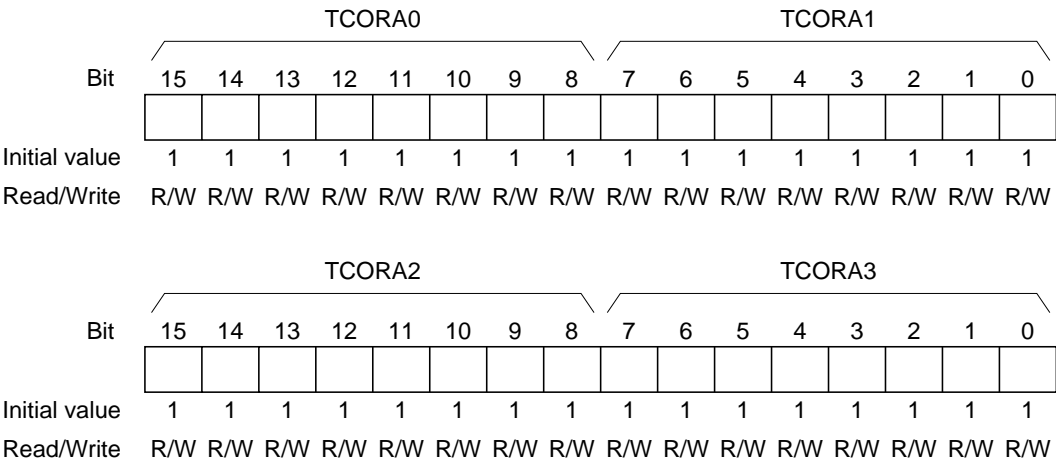 TCORA0 TCORA1
Bit 15 14 13 12 11 10 9 8 7 6 5 4 3 2 1 0
Initial value 1 1 1 1 1 1 1 1 1 1 1 1 1 1 1 1
Read/Write R/W R/W R/W R/W R/W R/W R/W R/W R/W R/W R/W R/W R/W R/W R/W R/W
TCORA2 TCORA3
Bit 15 14 13 12 11 10 9 8 7 6 5 4 3 2 1 0
Initial value 1 1 1 1 1 1 1 1 1 1 1 1 1 1 1 1
Read/Write R/W R/W R/W R/W R/W R/W R/W R/W R/W R/W R/W R/W R/W R/W R/W R/W